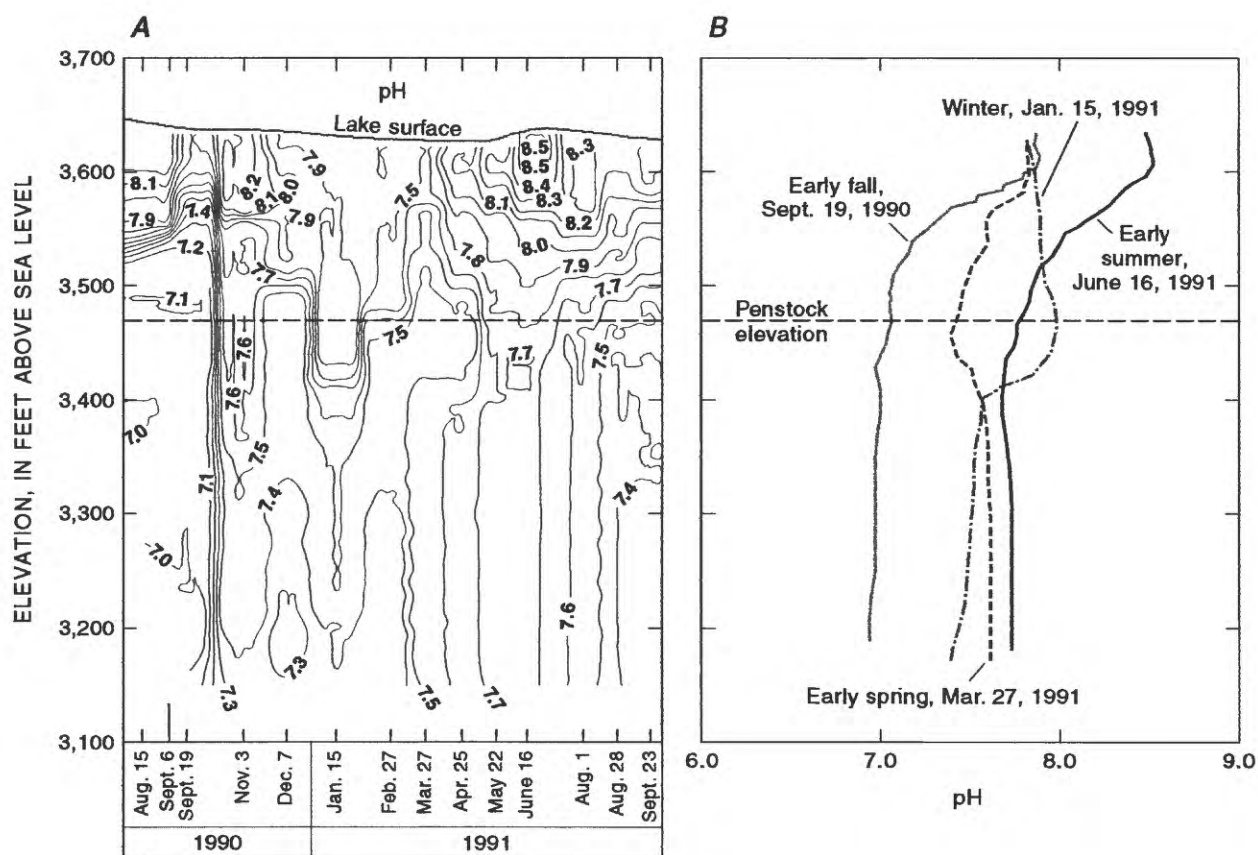 A
B
ELEVATION, IN FEET ABOVE SEA LEVEL
3,700
3,600
3,500
3,400
3,300
3,200
3,100
pH
Lake surface
8.1
7.9
7.4
7.2
7.1
8.2
8.1
8.0
7.9
7.9
7.7
7.5
8.5
8.5
8.4
8.3
8.3
8.1
8.2
8.0
7.8
7.9
7.7
7.6
7.6
7.5
7.7
7.5
7.0
7.5
7.1
7.4
7.4
7.0
7.6
7.3
7.3
7.5
7.7
Aug. 15
Sept. 6
Sept. 19
Nov. 3
Dec. 7
Jan. 15
Feb. 27
Mar. 27
Apr. 25
May 22
June 16
Aug. 1
Aug. 28
Sept. 23
1990
1991
Winter, Jan. 15, 1991
Early fall,
Sept. 19, 1990
Early
summer,
June 16, 1991
Penstock
elevation
Early spring, Mar. 27, 1991
6.0
7.0
8.0
9.0
pH